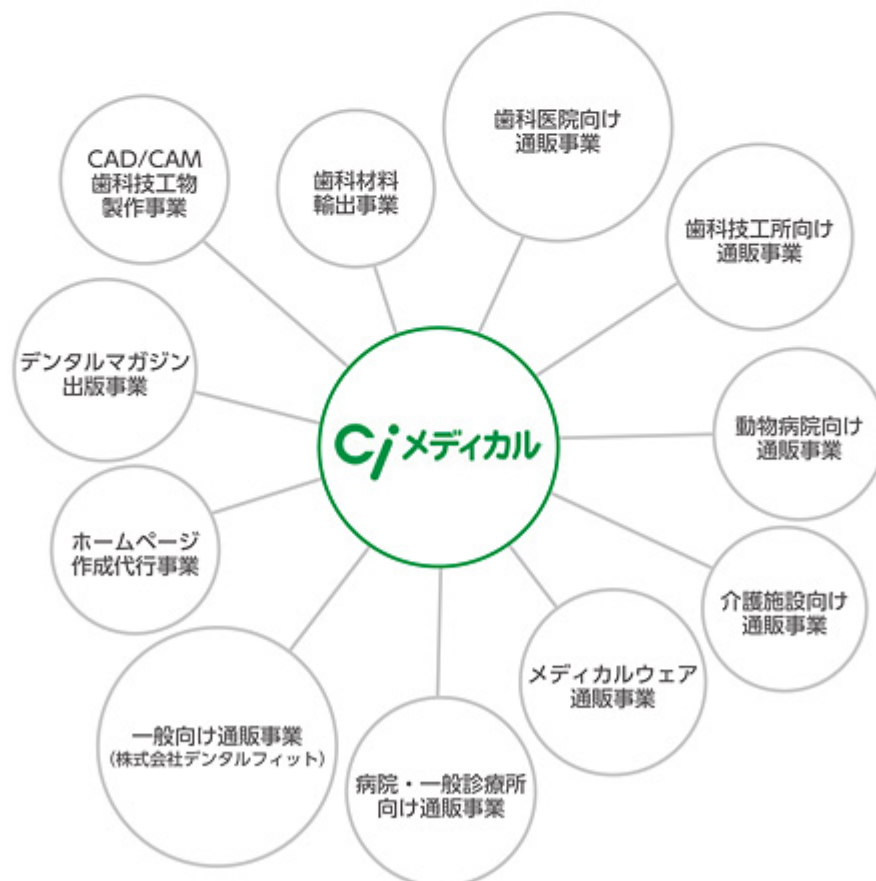 歯科医院向け
通販事業
CAD/CAM
歯科技工物
製作事業
歯科材料
輸出事業
歯科技工所向け
通販事業
デンタルマガジン
出版事業
Ciメディカル
動物病院向け
通販事業
ホームページ
作成代行事業
介護施設向け
通販事業
メディカルウェア
通販事業
一般向け通販事業
(株式会社デンタルフィット)
病院・一般診療所
向け通販事業